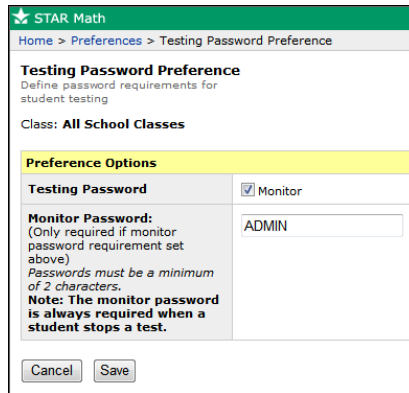 STAR Math
Home > Preferences > Testing Password Preference
Testing Password Preference
Define password requirements for
student testing
Class: All School Classes
Preference Options
Testing Password
Monitor
Monitor Password:
(Only required if monitor
password requirement set
above)
Passwords must be a minimum
of 2 characters.
Note: The monitor password
is always required when a
student stops a test.
ADMIN
Cancel Save